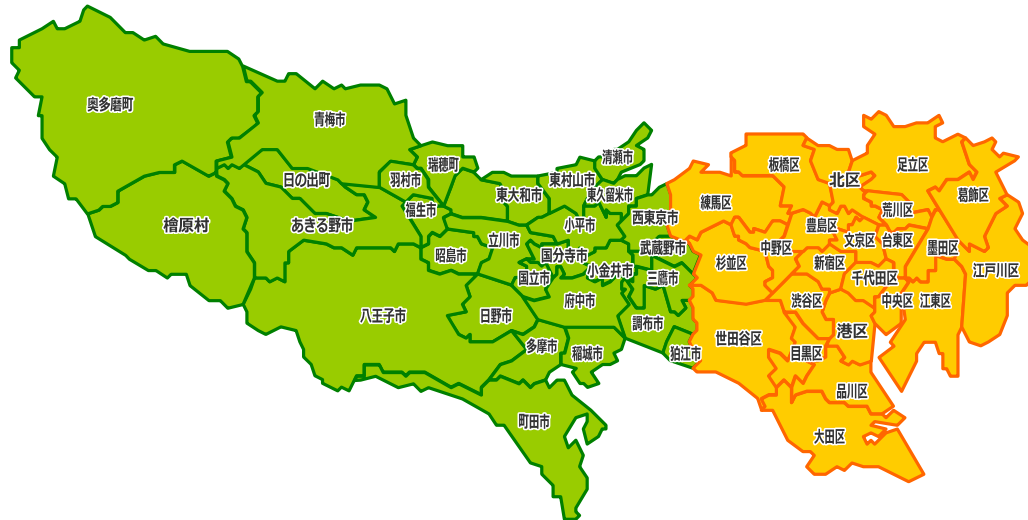 奥多磨町
青梅市
瑞穂町
清瀬市
板橋区
北区
足立区
日の出町
羽村市
東村山市
東大和市
東久留米市
練馬区
葛飾区
檜原村
あきる野市
福生市
小平市
西東京市
豊島区
荒川区
昭島市
立川市
国分寺市
武蔵野市
中野区
文京区
台東区
墨田区
国立市
小金井市
三鷹市
杉並区
新宿区
千代田区
江戸川区
八王子市
日野市
府中市
調布市
渋谷区
中央区
江東区
多摩市
稲城市
狛江市
世田谷区
目黒区
港区
町田市
品川区
大田区